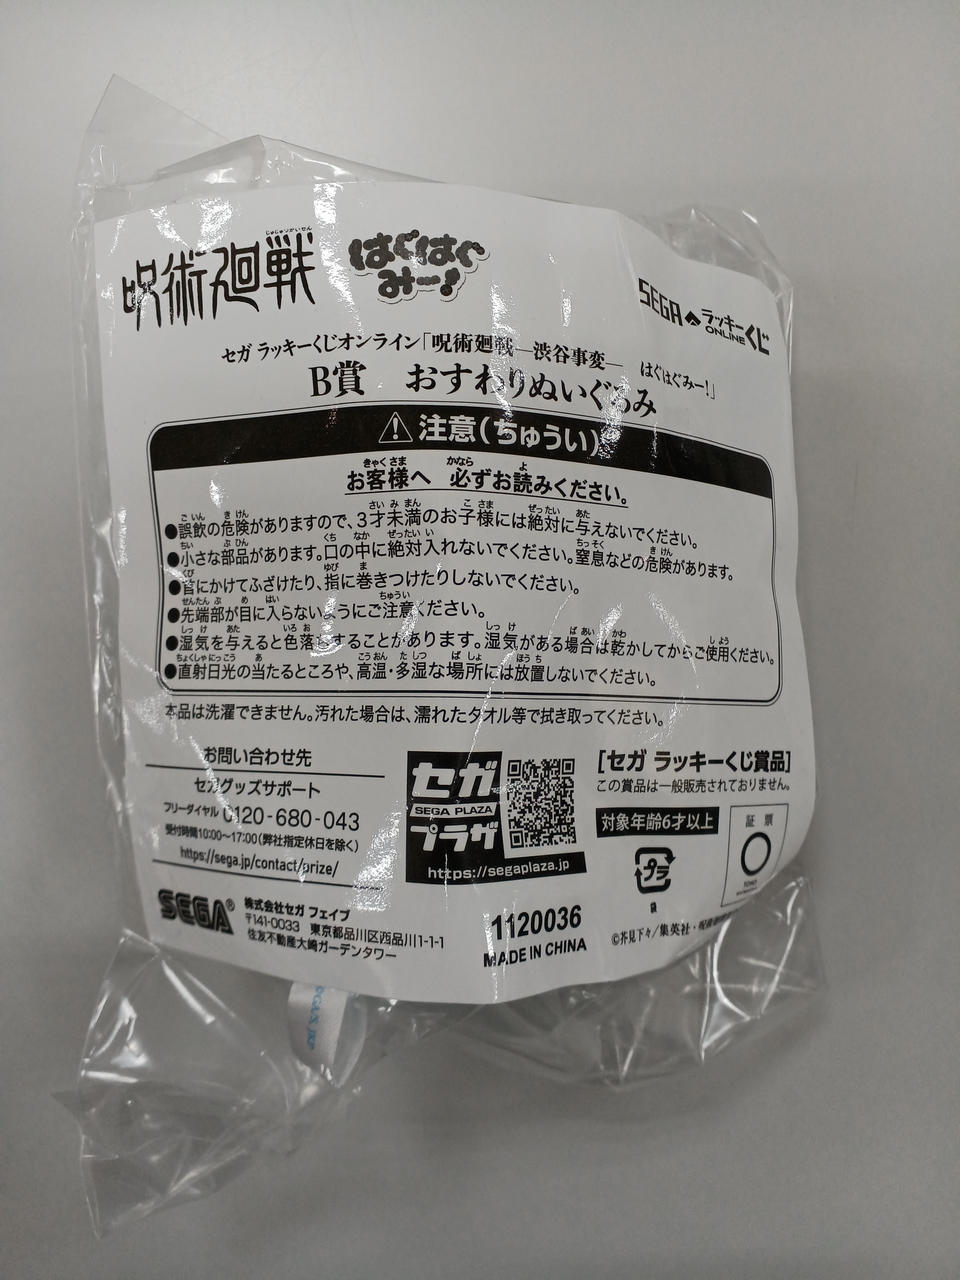 じゅじゅつかいせん
呪術廻戦
はぐはぐみー!
SEGA ラッキーくじ ONLINE
セガ ラッキーくじオンライン「呪術廻戦―渋谷事変― はぐはぐみー!」
B賞 おすわりぬいぐるみ
注意(ちゅうい)
お客様へ 必ずお読みください。
●誤飲の危険がありますので、3才未満のお子様には絶対に与えないでください。
●小さな部品があります。口の中に絶対入れないでください。窒息などの危険があります。
●首にかけてふざけたり、指に巻きつけたりしないでください。
●先端部が目に入らないようにご注意ください。
●湿気を与えると色落ちすることがあります。湿気がある場合は乾かしてからご使用ください。
●直射日光の当たるところや、高温・多湿な場所には放置しないでください。
本品は洗濯できません。汚れた場合は、濡れたタオル等で拭き取ってください。
お問い合わせ先
セガグッズサポート
フリーダイヤル 0120-680-043
受付時間10:00～17:00(弊社指定休日を除く)
https://sega.jp/contact/prize/
SEGA®
株式会社セガ フェイブ
〒141-0033 東京都品川区西品川1-1-1
住友不動産大崎ガーデンタワー
セガ
SEGA PLAZA
プラザ
https://segaplaza.jp
1120036
MADE IN CHINA
[セガ ラッキーくじ賞品]
この賞品は一般販売されておりません。
対象年齢6才以上
プラ
袋
証票
©芥見下々/集英社・呪術廻戦